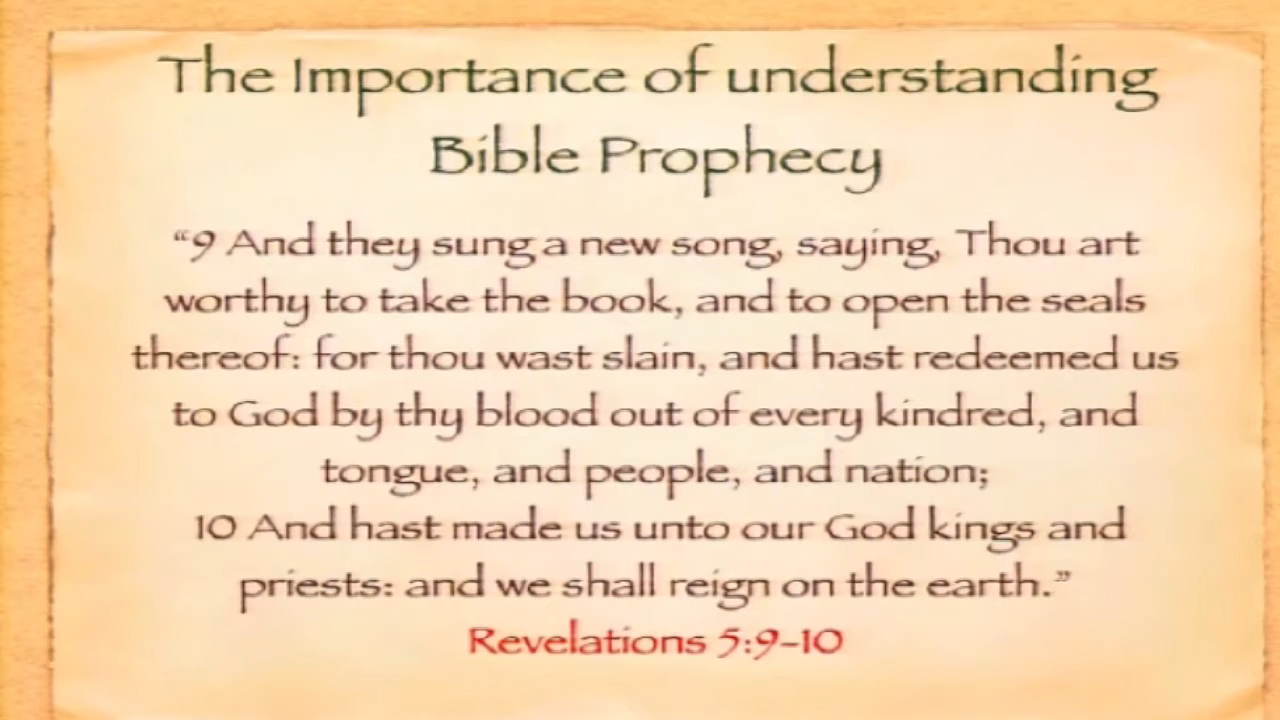 The Importance of understanding
Bible Prophecy
“9 And they sung a new song, saying, Thou art
worthy to take the book, and to open the seals
thereof: for thou wast slain, and hast redeemed us
to God by thy blood out of every kindred, and
tongue, and people, and nation;
10 And hast made us unto our God kings and
priests: and we shall reign on the earth.”
Revelations 5:9-10